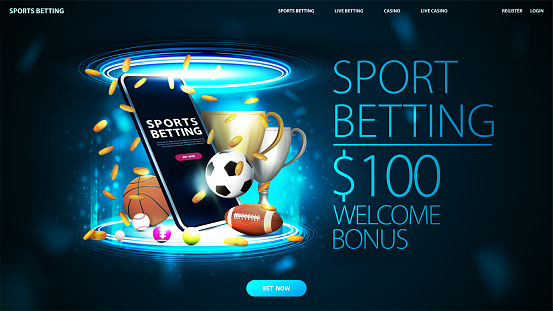 SPORTS BETTING
SPORTS BETTING LIVE BETTING CASINO LIVE CASINO
REGISTER LOGIN
SPORTS
BETTING
BET NOW
SPORT
BETTING
$100
WELCOME
BONUS
BET NOW